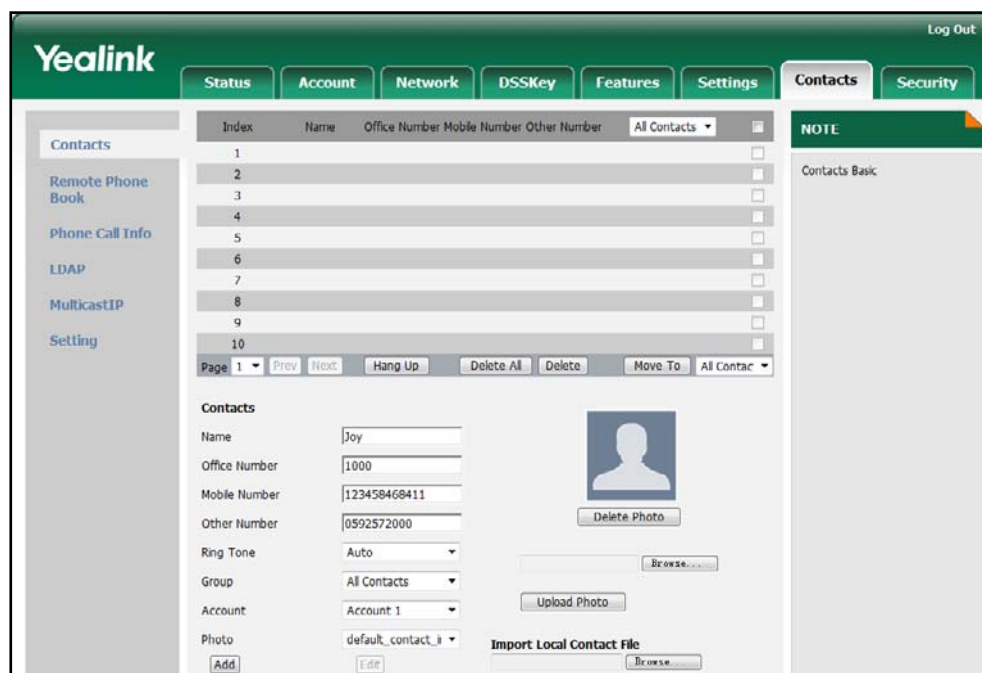 Log Out
Yealink
Status Account Network DSSKey Features Settings Contacts Security
Contacts
Remote Phone
Book
Phone Call Info
LDAP
MulticastIP
Setting
Index Name Office Number Mobile Number Other Number All Contacts
1
2
3
4
5
6
7
8
9
10
Page 1 Prev Next Hang Up Delete All Delete Move To All Contac
Contacts
Name Joy
Office Number 1000
Mobile Number 123458468411
Other Number 0592572000
Ring Tone Auto
Group All Contacts
Account Account 1
Photo default_contact_i
Add Edit
Delete Photo
Browse...
Upload Photo
Import Local Contact File
Browse...
NOTE
Contacts Basic